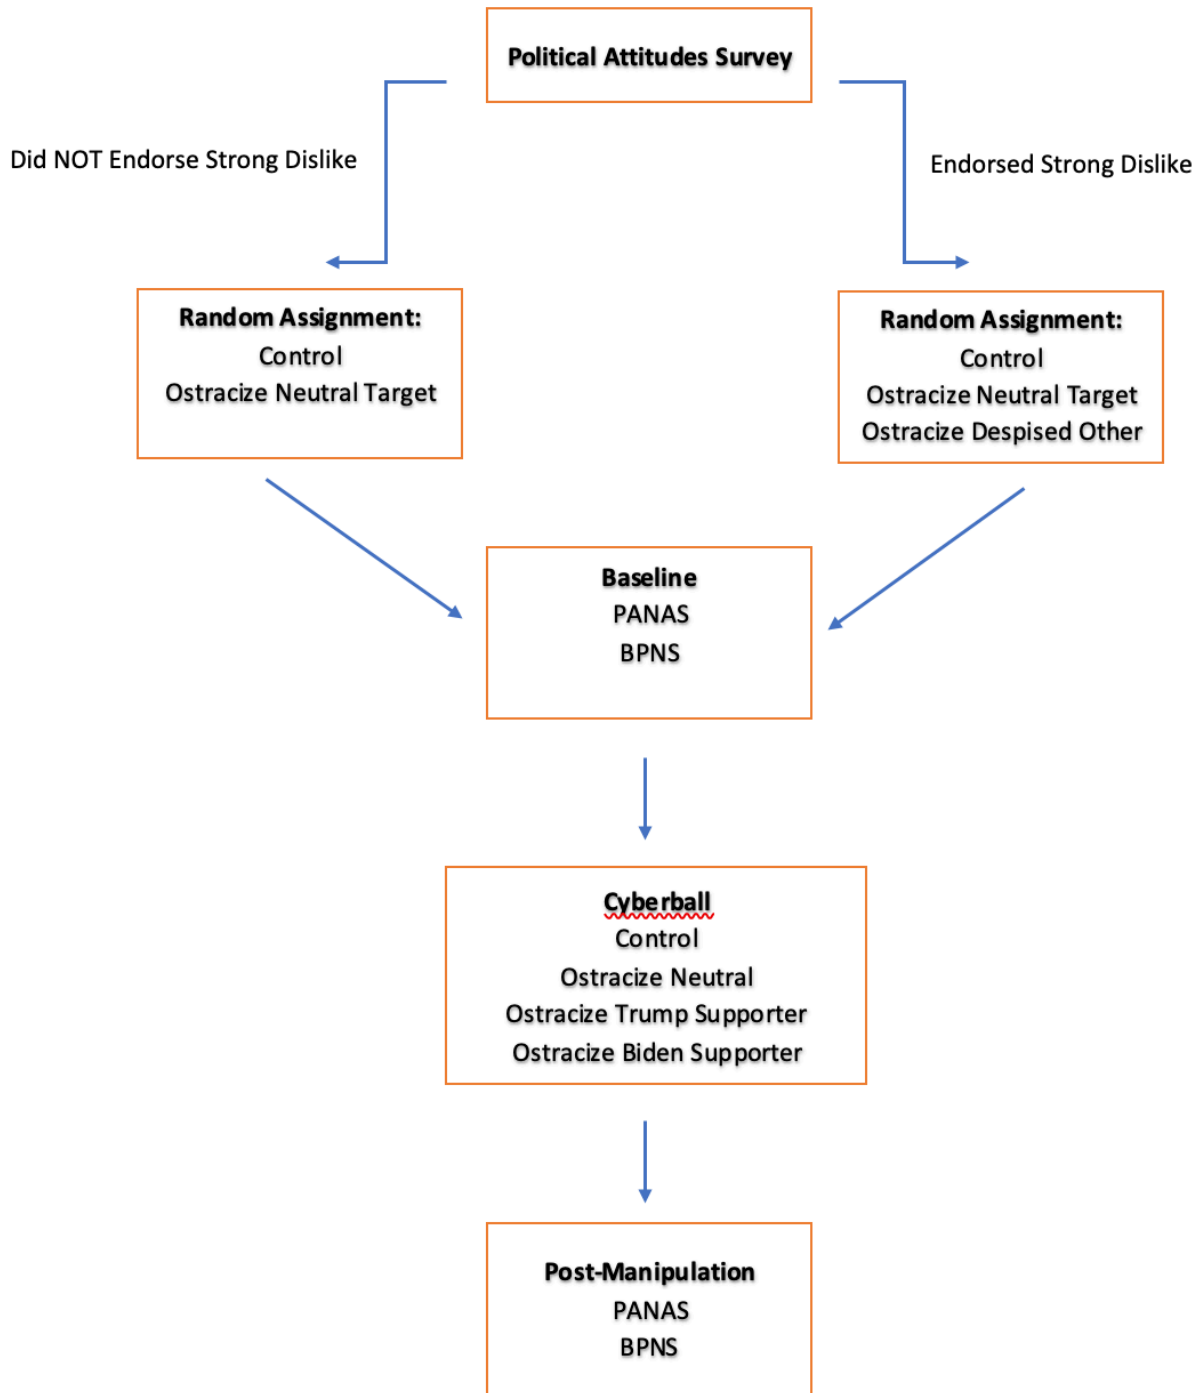 Political Attitudes Survey
Did NOT Endorse Strong Dislike
Endorsed Strong Dislike
Random Assignment:
Control
Ostracize Neutral Target
Random Assignment:
Control
Ostracize Neutral Target
Ostracize Despised Other
Baseline
PANAS
BPNS
Cyberball
Control
Ostracize Neutral
Ostracize Trump Supporter
Ostracize Biden Supporter
Post-Manipulation
PANAS
BPNS